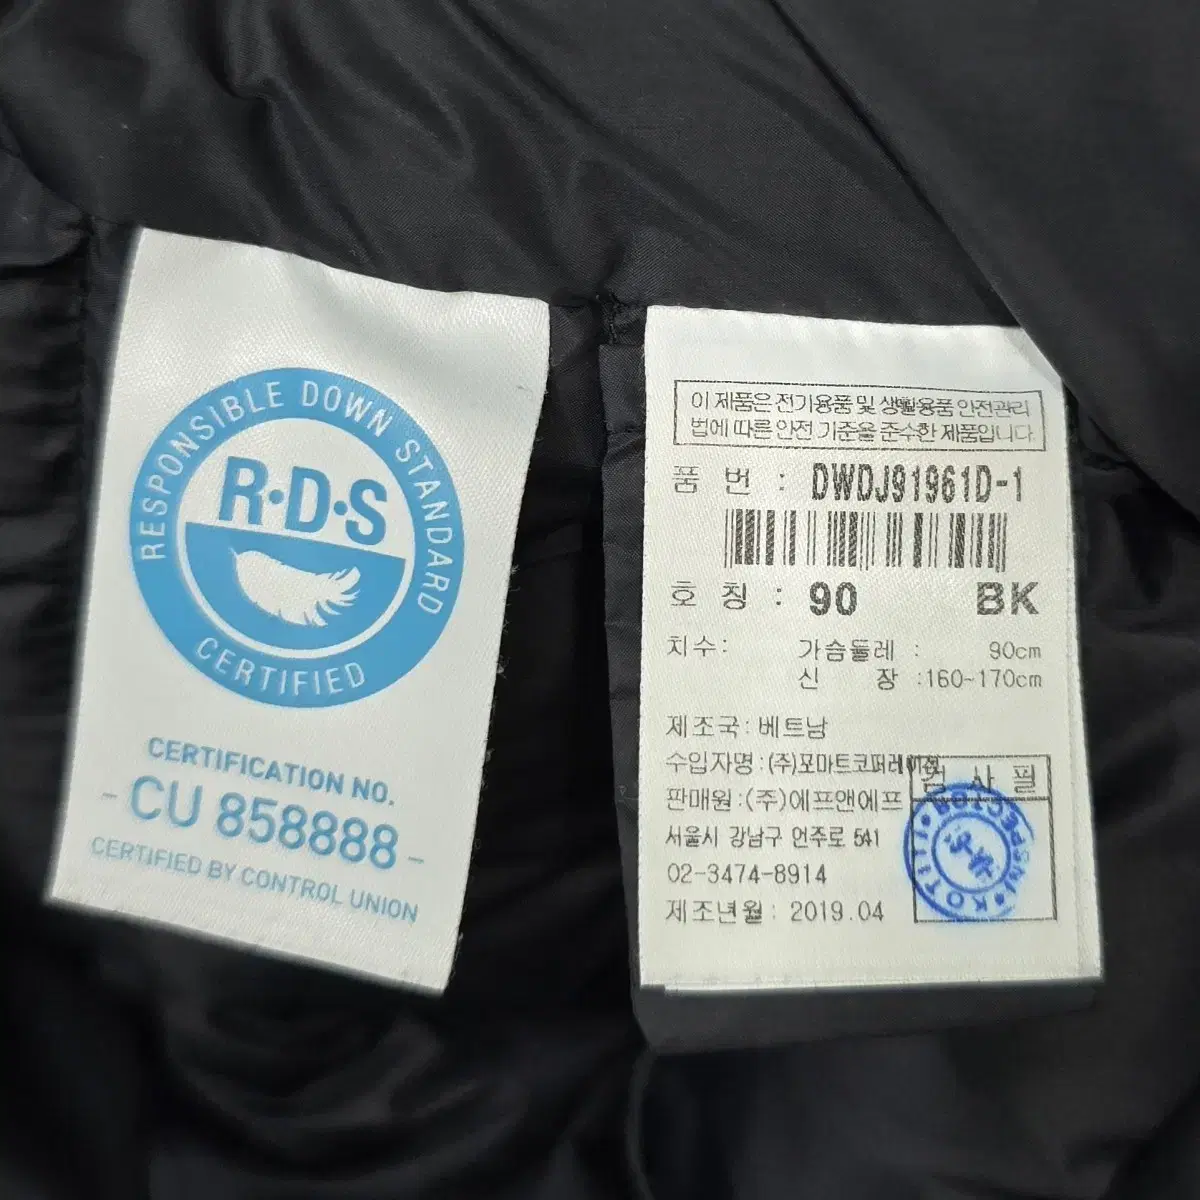 RESPONSIBLE DOWN STANDARD
R·D·S
CERTIFIED
CERTIFICATION NO.
- CU 858888 -
CERTIFIED BY CONTROL UNION
이 제품은 전기용품 및 생활용품 안전관리
법에 따른 안전 기준을 준수한 제품입니다.
품 번 : DWDJ91961D-1
호 칭 : 90 BK
치수: 가슴둘레 : 90cm
신 장 :160~170cm
제조국: 베트남
수입자명 : (주)포마트코퍼레이션
판매원 : (주)에프앤에프
서울시 강남구 언주로 541
02-3474-8914
제조년월 : 2019.04
검 사 필
KOTITI INSPECTOR